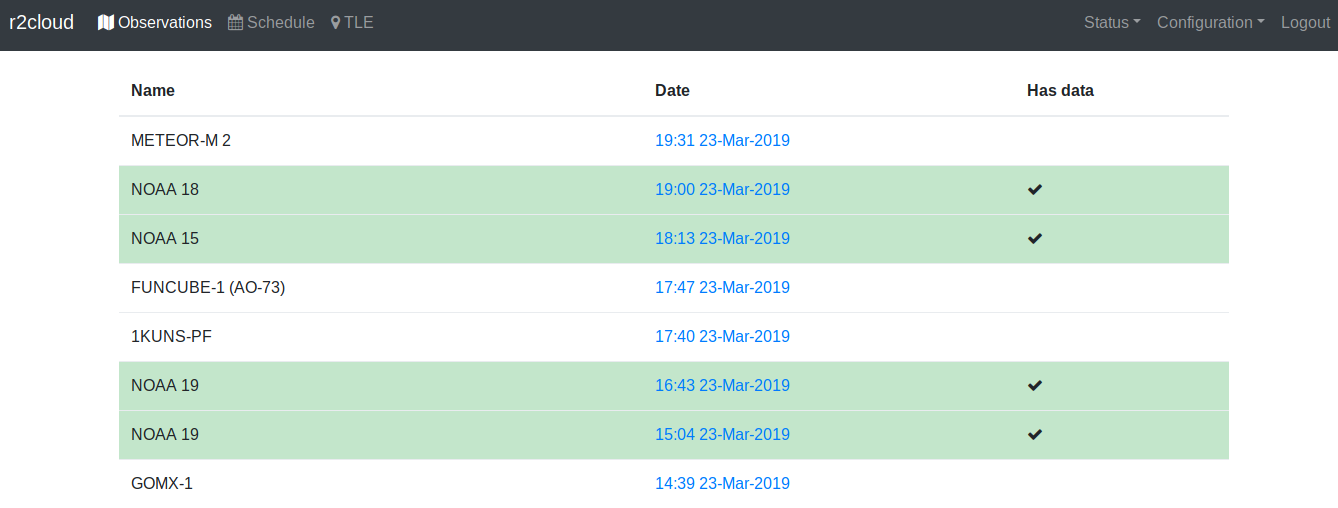 r2cloud Observations Schedule TLE Status Configuration Logout
Name Date Has data
METEOR-M 2 19:31 23-Mar-2019
NOAA 18 19:00 23-Mar-2019
NOAA 15 18:13 23-Mar-2019
FUNCUBE-1 (AO-73) 17:47 23-Mar-2019
1KUNS-PF 17:40 23-Mar-2019
NOAA 19 16:43 23-Mar-2019
NOAA 19 15:04 23-Mar-2019
GOMX-1 14:39 23-Mar-2019